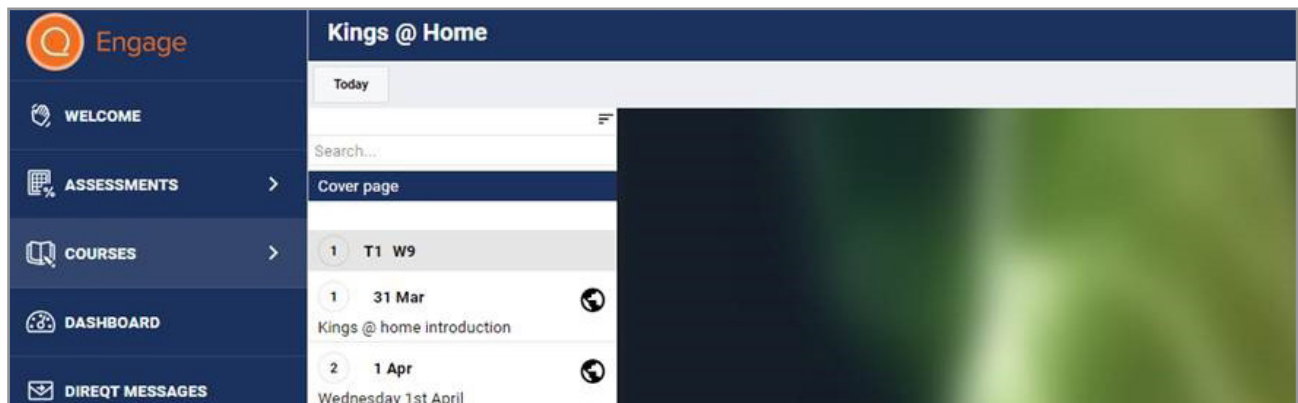 Engage
WELCOME
ASSESSMENTS
COURSES
DASHBOARD
DIREQT MESSAGES
Kings @ Home
Today
Search...
Cover page
1 T1 W9
1 31 Mar
Kings @ home introduction
2 1 Apr
Wednesday 1st April